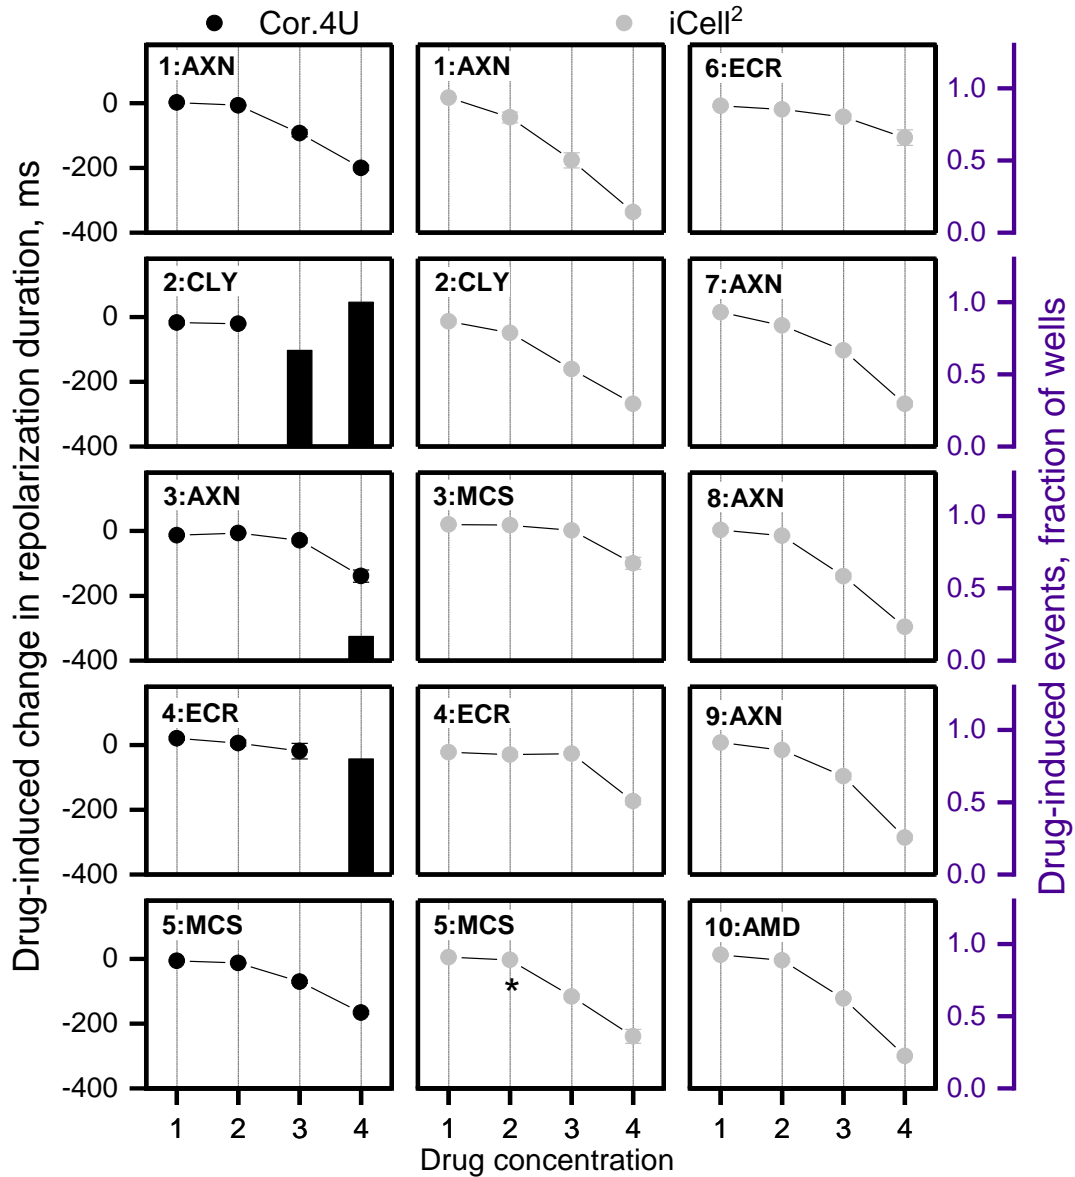 Cor.4U
iCell²
Drug-induced change in repolarization duration, ms
Drug-induced events, fraction of wells
1:AXN
1:AXN
6:ECR
0
-200
-400
1.0
0.5
0.0
2:CLY
2:CLY
7:AXN
0
-200
-400
1.0
0.5
0.0
3:AXN
3:MCS
8:AXN
0
-200
-400
1.0
0.5
0.0
4:ECR
4:ECR
9:AXN
0
-200
-400
1.0
0.5
0.0
5:MCS
5:MCS
10:AMD
*
0
-200
-400
1.0
0.5
0.0
1 2 3 4 1 2 3 4 1 2 3 4
Drug concentration